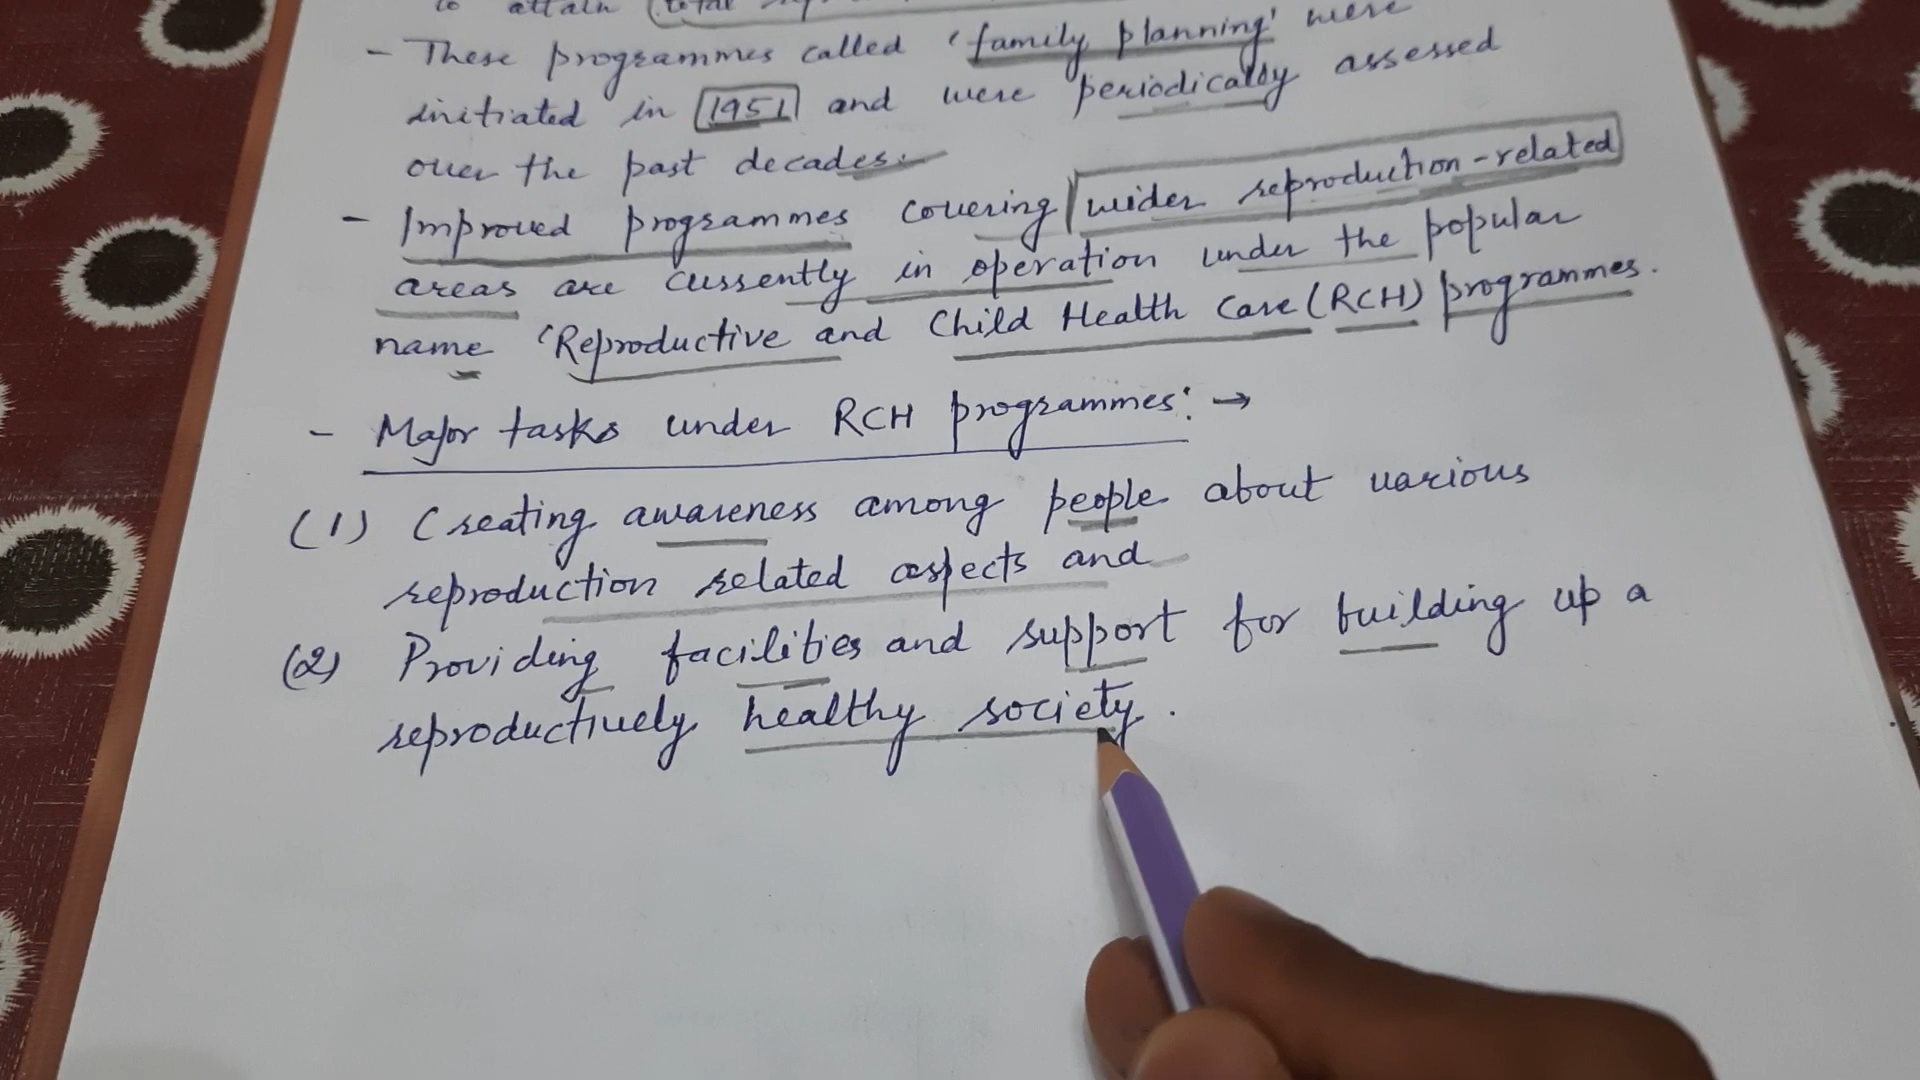 to attain (total
- These programmes called 'family planning' were
initiated in 1951 and were periodically assessed
over the past decades.
- Improved programmes covering wider reproduction-related
areas are currently in operation under the popular
name 'Reproductive and Child Health Care (RCH) programmes.
- Major tasks under RCH programmes: →
(1) Creating awareness among people about various
reproduction related aspects and
(2) Providing facilities and support for building up a
reproductively healthy society.